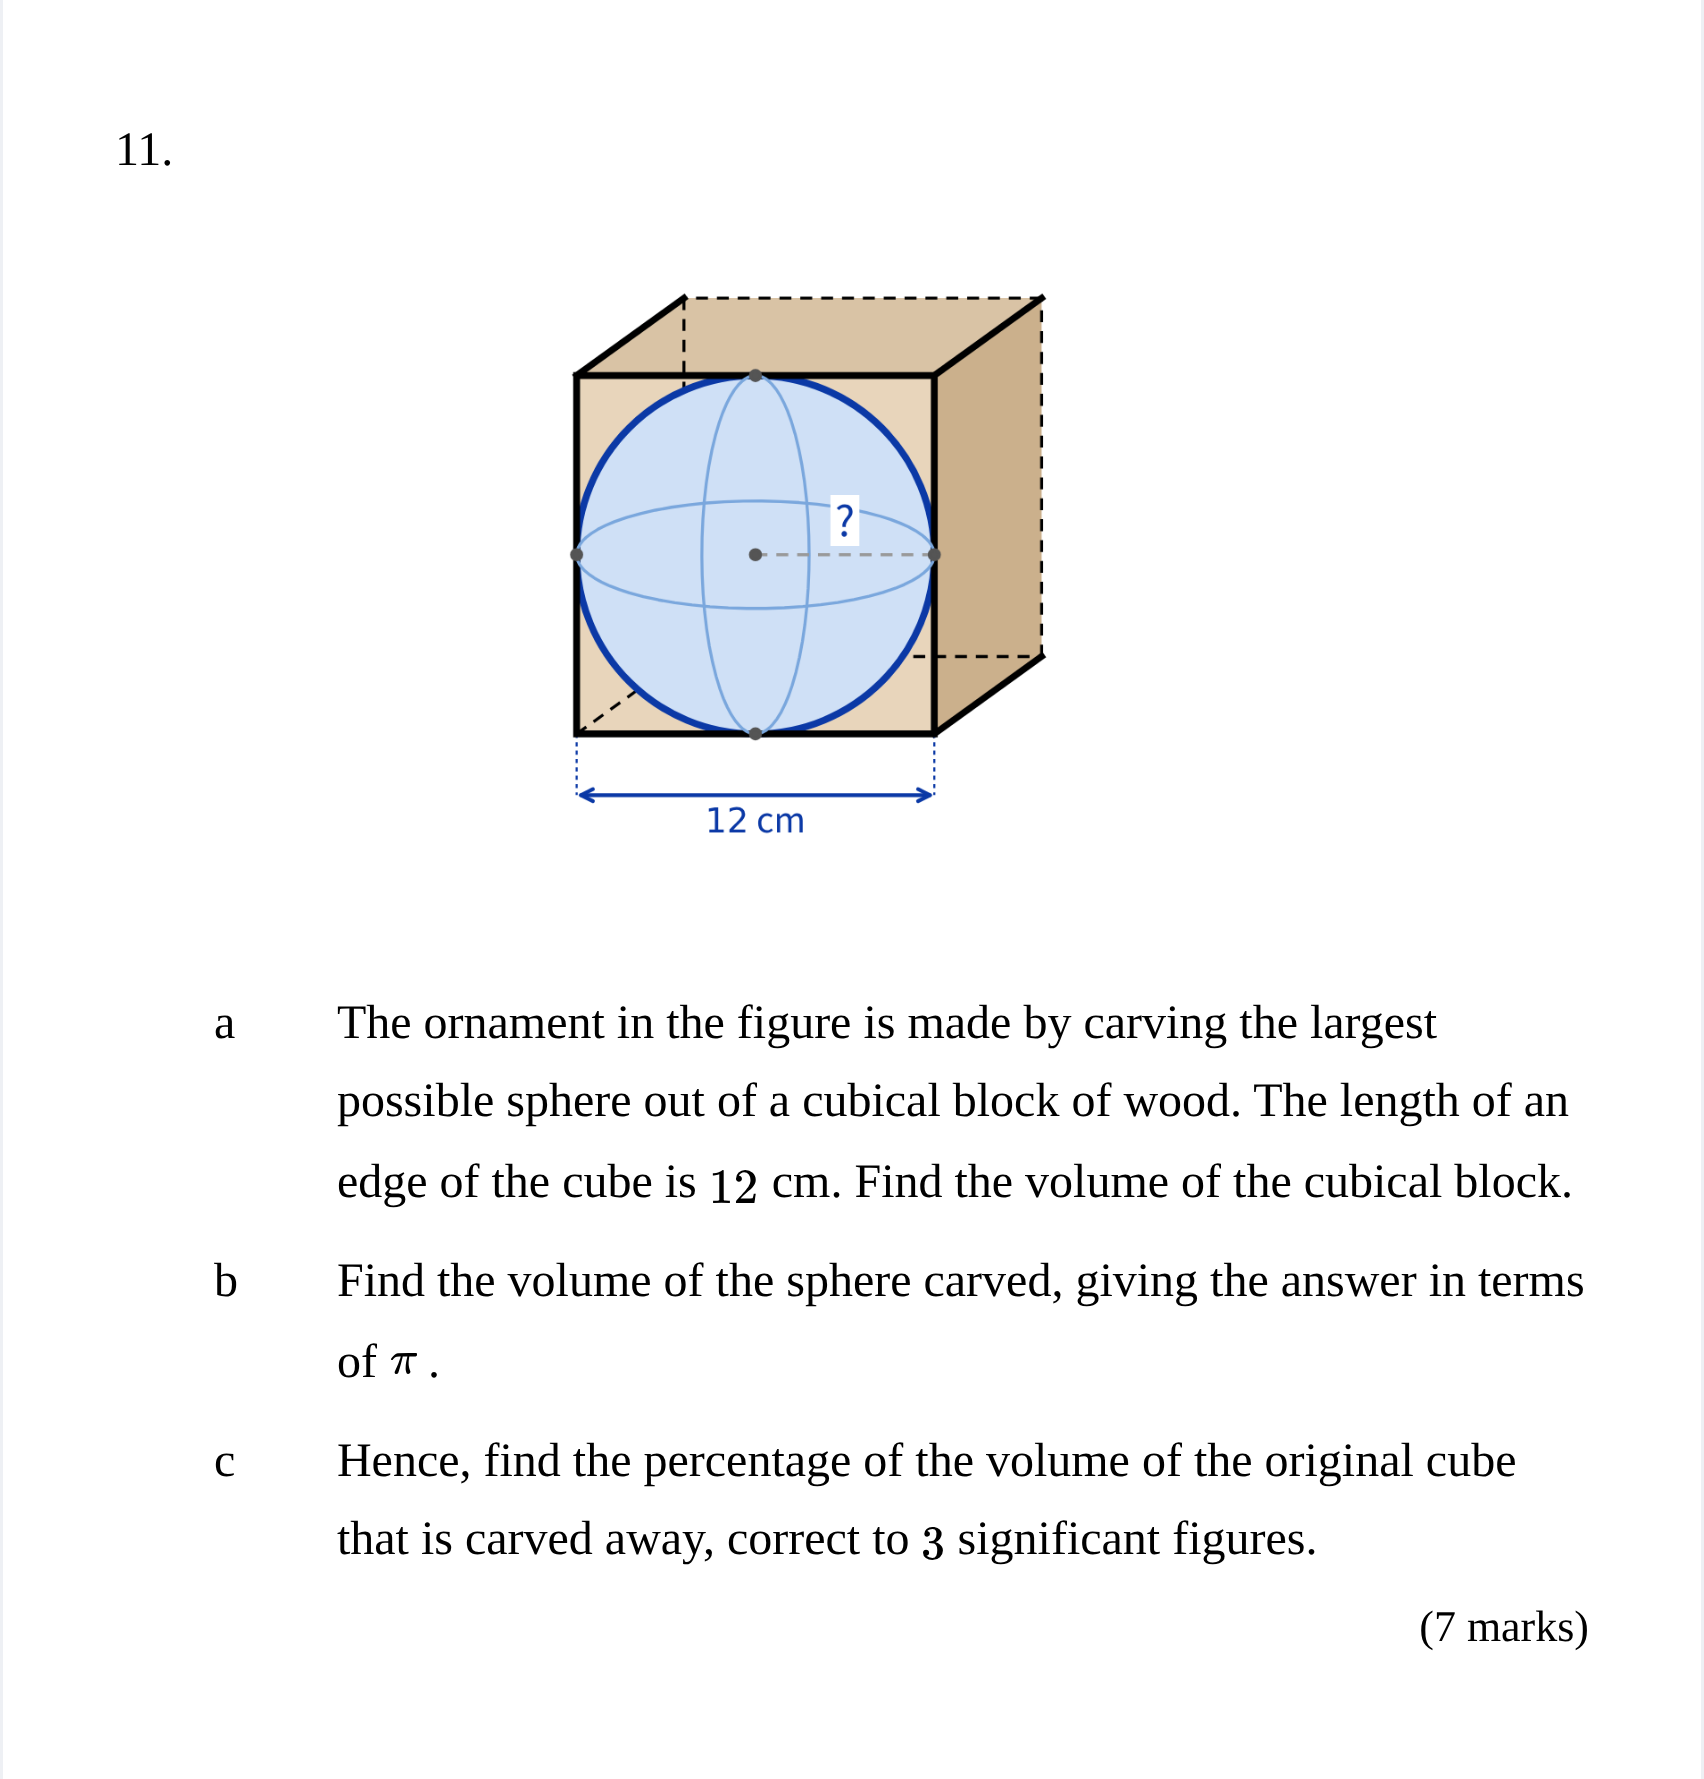 11.
?
12 cm
a The ornament in the figure is made by carving the largest
possible sphere out of a cubical block of wood. The length of an
edge of the cube is 12 cm. Find the volume of the cubical block.
b Find the volume of the sphere carved, giving the answer in terms
of π .
c Hence, find the percentage of the volume of the original cube
that is carved away, correct to 3 significant figures.
(7 marks)